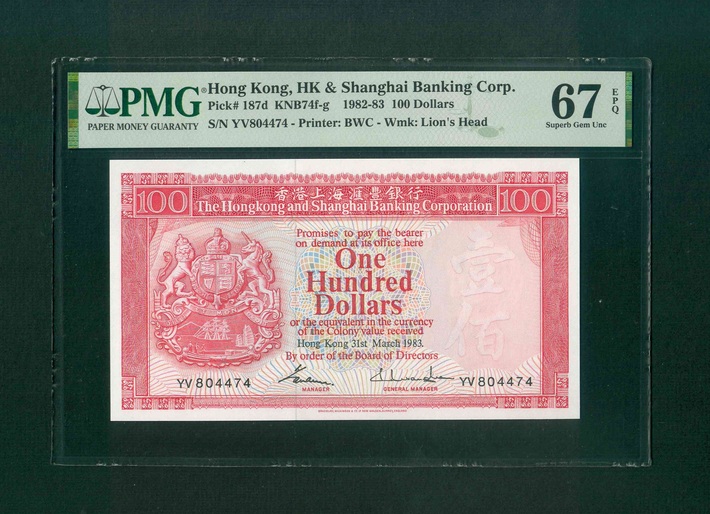 PMG
PAPER MONEY GUARANTY
®Hong Kong, HK & Shanghai Banking Corp.
Pick# 187d KNB74f-g 1982-83 100 Dollars
S/N YV804474 - Printer: BWC - Wmk: Lion's Head
67 EPQ
Superb Gem Unc
香港上海滙豐銀行
100 The Hongkong and Shanghai Banking Corporation 100
Promises to pay the bearer
on demand at its office here
One
Hundred
Dollars
or the equivalent in the currency
of the Colony value received
Hong Kong 31st March 1983.
By order of the Board of Directors
壹佰
YV804474
MANAGER
GENERAL MANAGER
YV804474